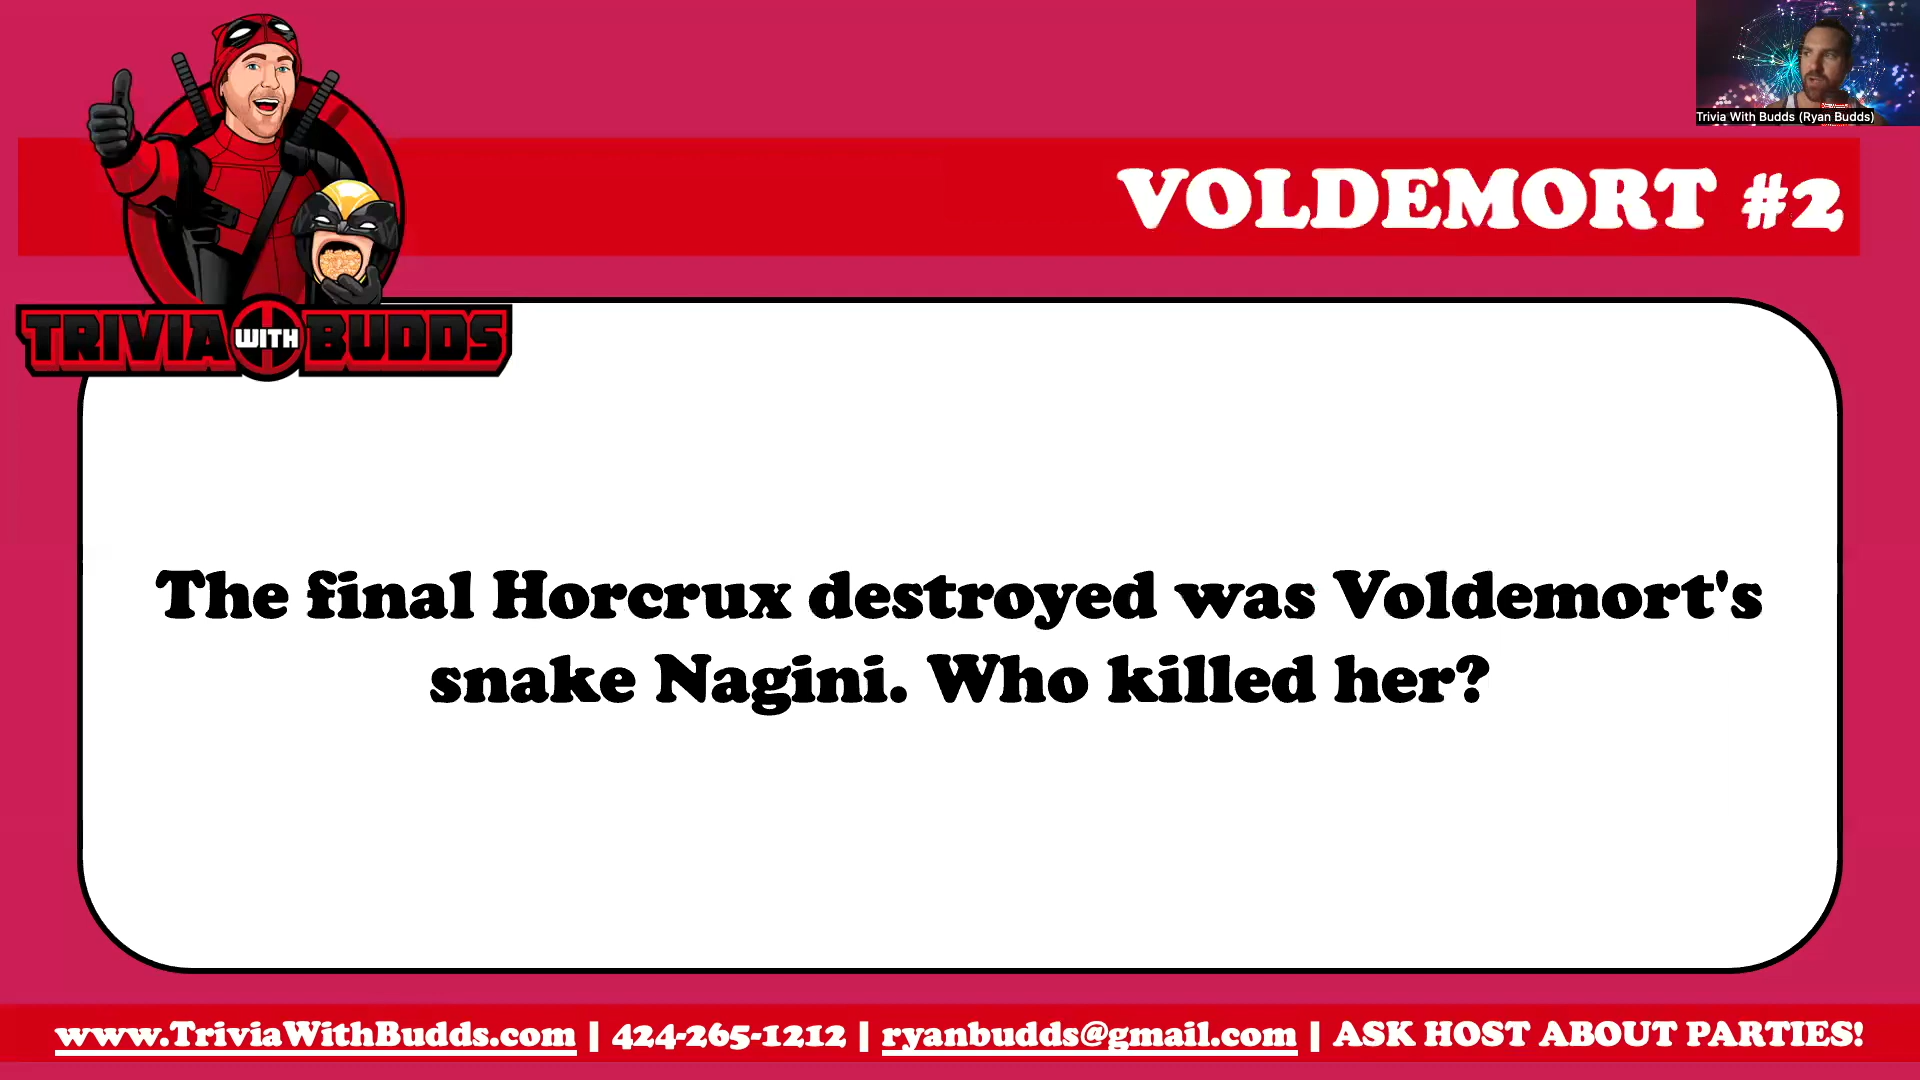 Trivia With Budds (Ryan Budds)
VOLDEMORT #2
TRIVIA WITH BUDDS
The final Horcrux destroyed was Voldemort's
snake Nagini. Who killed her?
www.TriviaWithBudds.com | 424-265-1212 | ryanbudds@gmail.com | ASK HOST ABOUT PARTIES!